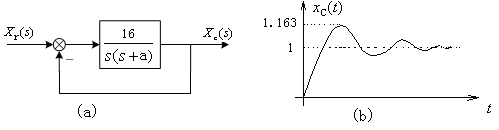 Xr(s)
16
s(s+a)
Xc(s)
−
(a)
xC(t)
1.163
1
t
(b)